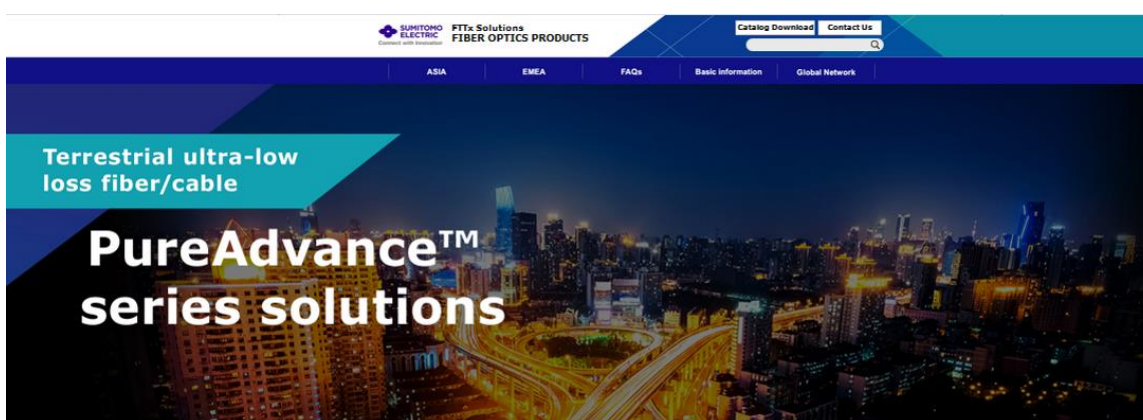 SUMITOMO
ELECTRIC
Connect with Innovation
FTTx Solutions
FIBER OPTICS PRODUCTS
Catalog Download
Contact Us
ASIA
EMEA
FAQs
Basic information
Global Network
Terrestrial ultra-low
loss fiber/cable
PureAdvance™
series solutions